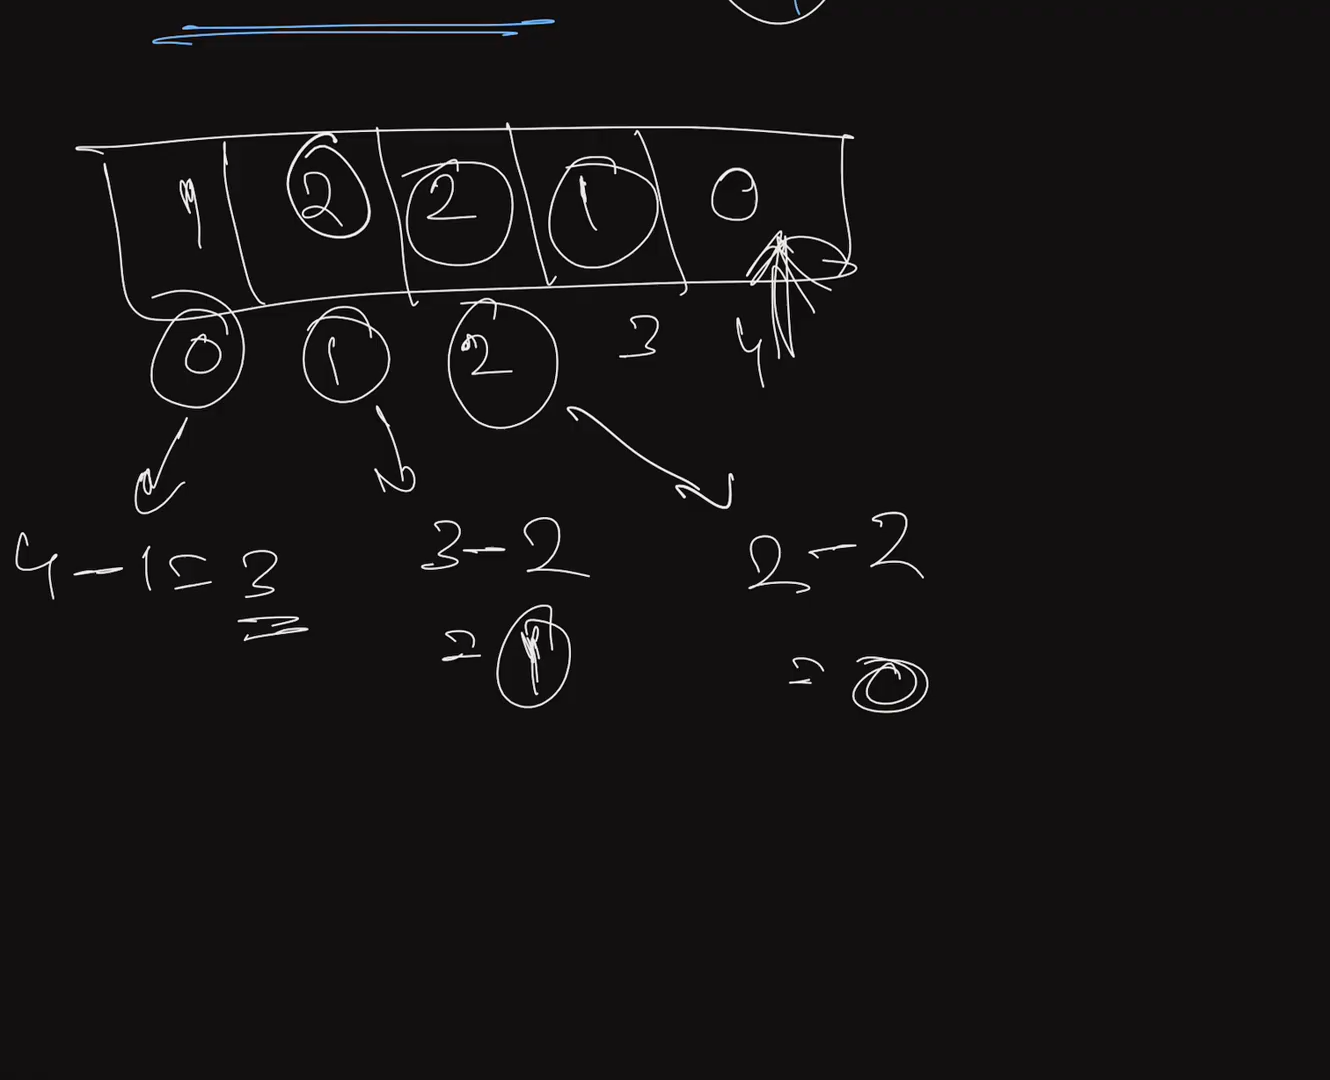 1 2 2 1 0
0 1 2 3 4
4 - 1 = 3 3 - 2 2 - 2
= 1 = 0